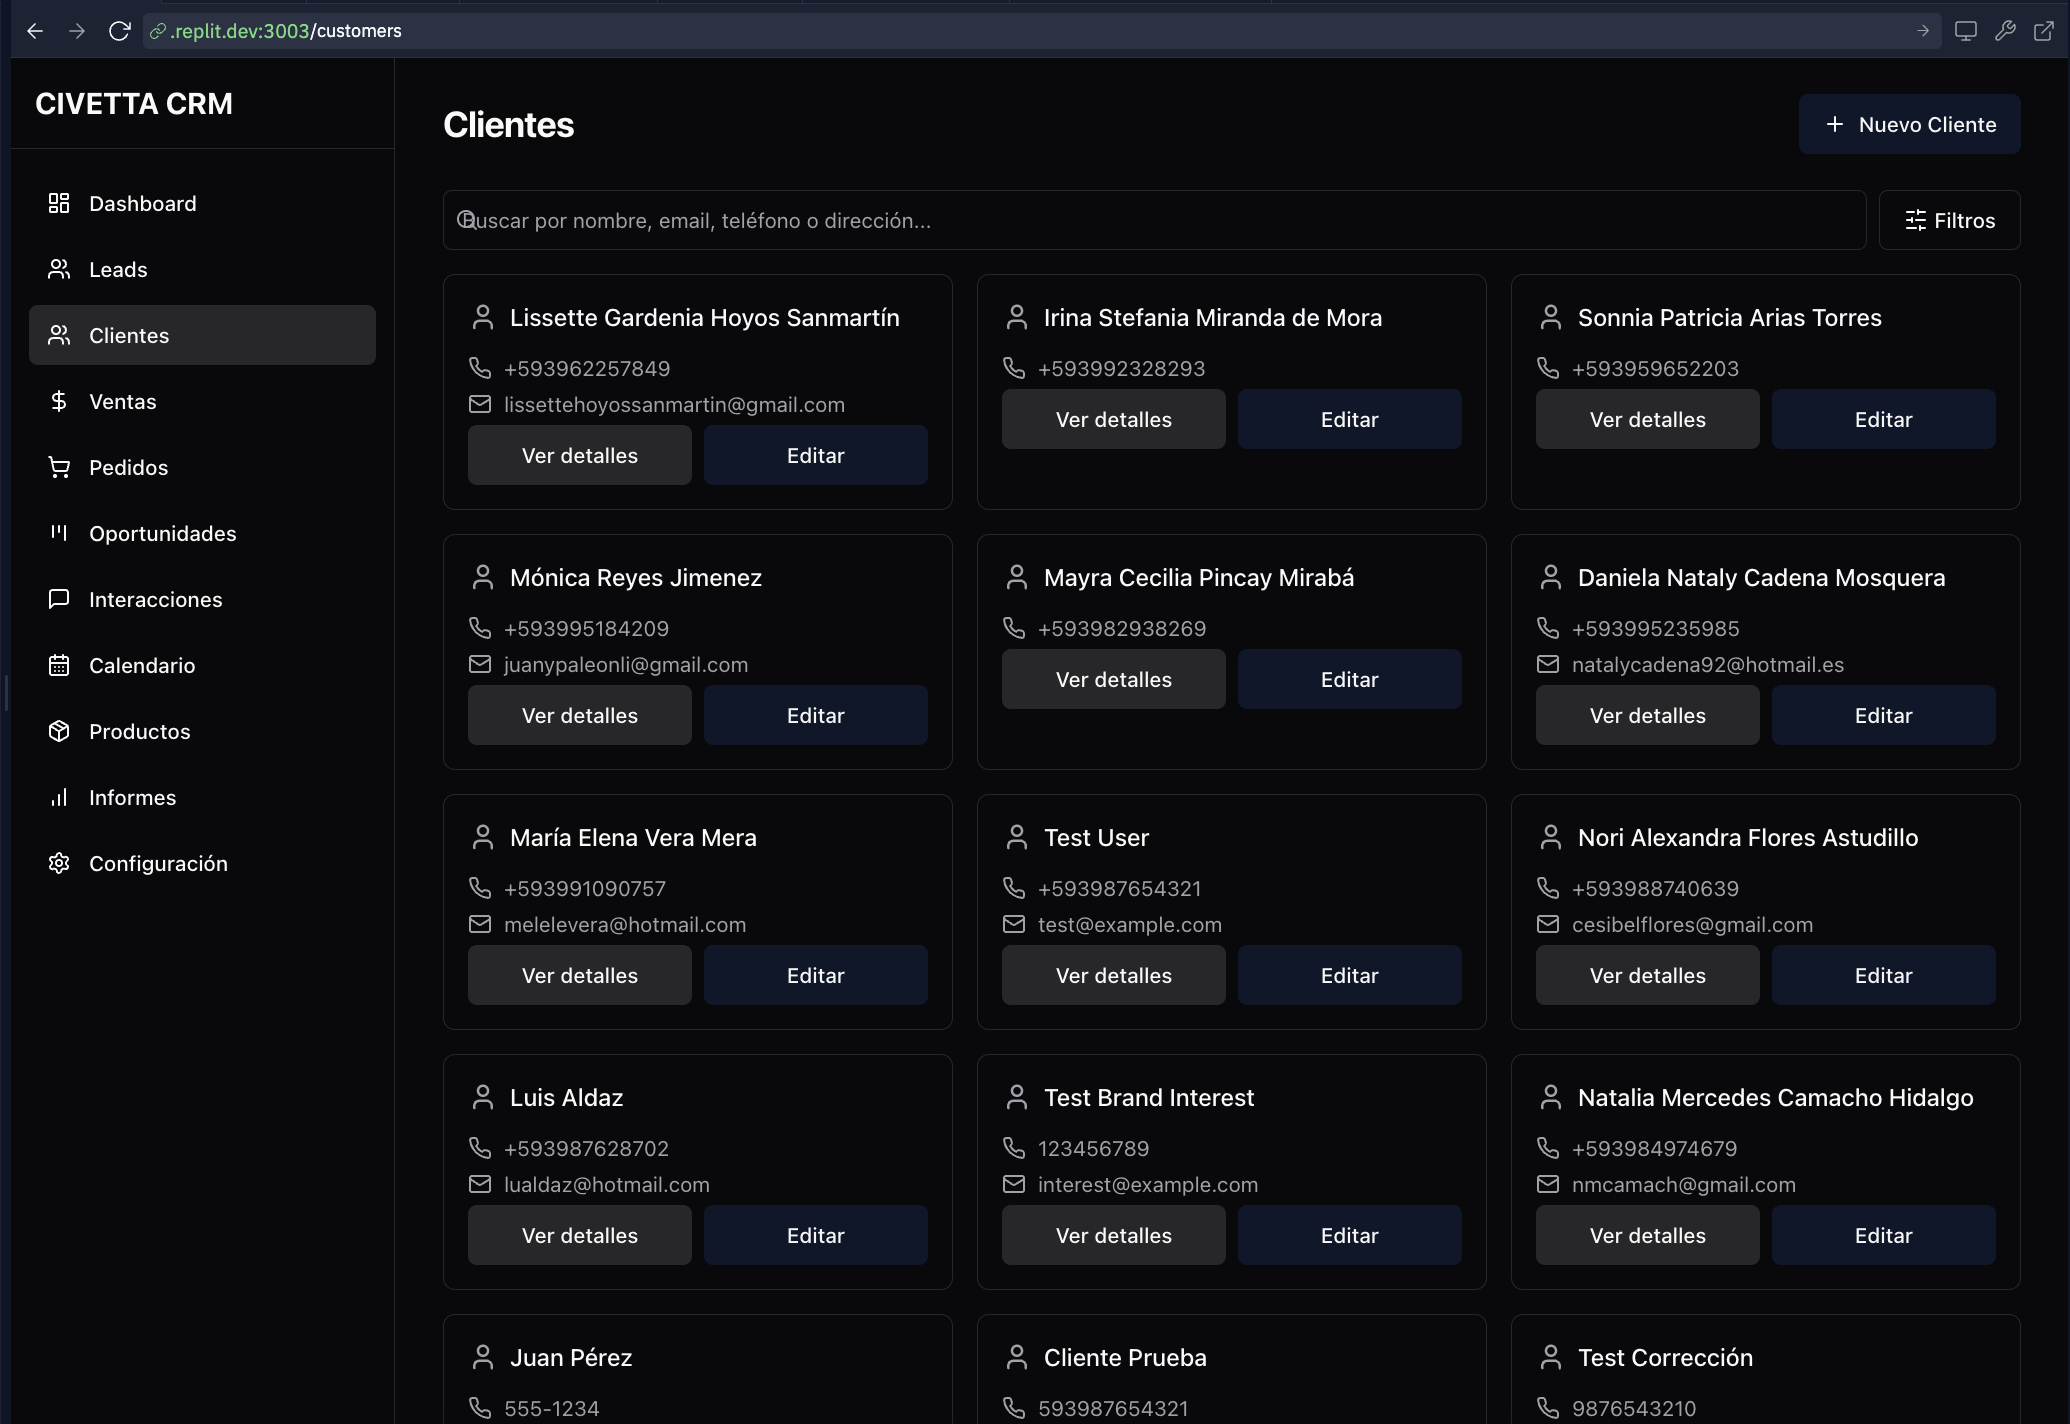 .replit.dev:3003/customers
CIVETTA CRM
Dashboard
Leads
Clientes
Ventas
Pedidos
Oportunidades
Interacciones
Calendario
Productos
Informes
Configuración
Clientes
Nuevo Cliente
Buscar por nombre, email, teléfono o dirección...
Filtros
Lissette Gardenia Hoyos Sanmartín
+593962257849
lissettehoyossanmartin@gmail.com
Ver detalles
Editar
Irina Stefania Miranda de Mora
+593992328293
Ver detalles
Editar
Sonnia Patricia Arias Torres
+593959652203
Ver detalles
Editar
Mónica Reyes Jimenez
+593995184209
juanypaleonli@gmail.com
Ver detalles
Editar
Mayra Cecilia Pincay Mirabá
+593982938269
Ver detalles
Editar
Daniela Nataly Cadena Mosquera
+593995235985
natalycadena92@hotmail.es
Ver detalles
Editar
María Elena Vera Mera
+593991090757
melelevera@hotmail.com
Ver detalles
Editar
Test User
+593987654321
test@example.com
Ver detalles
Editar
Nori Alexandra Flores Astudillo
+593988740639
cesibelflores@gmail.com
Ver detalles
Editar
Luis Aldaz
+593987628702
lualdaz@hotmail.com
Ver detalles
Editar
Test Brand Interest
123456789
interest@example.com
Ver detalles
Editar
Natalia Mercedes Camacho Hidalgo
+593984974679
nmcamach@gmail.com
Ver detalles
Editar
Juan Pérez
555-1234
Cliente Prueba
593987654321
Test Corrección
9876543210